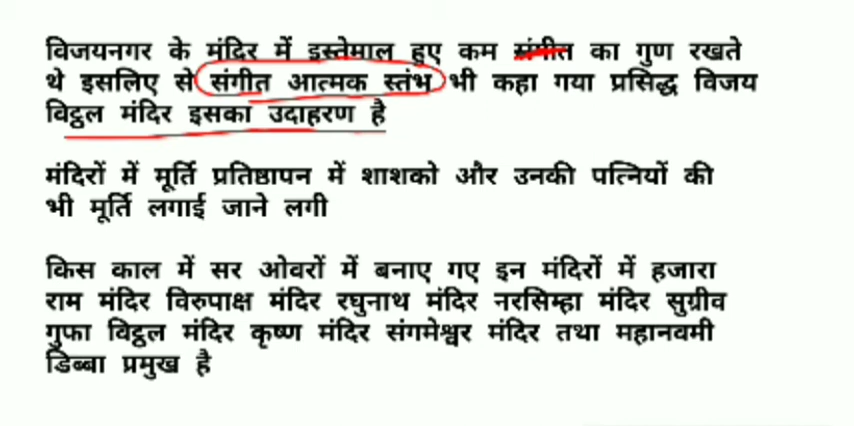 विजयनगर के मंदिर में इस्तेमाल हुए कम संगीत का गुण रखते
थे इसलिए से संगीत आत्मक स्तंभ भी कहा गया प्रसिद्ध विजय
विट्ठल मंदिर इसका उदाहरण है
मंदिरों में मूर्ति प्रतिष्ठापन में शाशको और उनकी पत्नियों की
भी मूर्ति लगाई जाने लगी
किस काल में सर ओवरों में बनाए गए इन मंदिरों में हजारा
राम मंदिर विरुपाक्ष मंदिर रघुनाथ मंदिर नरसिम्हा मंदिर सुग्रीव
गुफा विट्ठल मंदिर कृष्ण मंदिर संगमेश्वर मंदिर तथा महानवमी
डिब्बा प्रमुख है